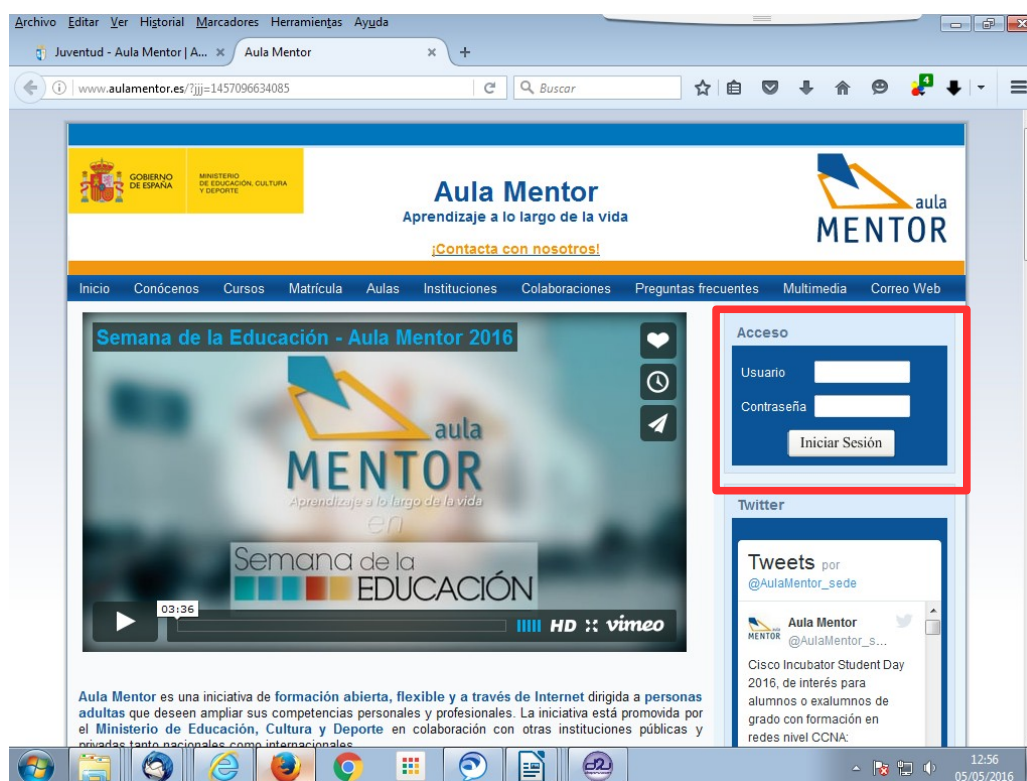 Archivo Editar Ver Historial Marcadores Herramientas Ayuda
Juventud - Aula Mentor | A... × Aula Mentor × +
www.aulamentor.es/?jjj=1457096634085 Buscar 4
GOBIERNO DE ESPAÑA
MINISTERIO DE EDUCACIÓN, CULTURA Y DEPORTE
Aula Mentor
Aprendizaje a lo largo de la vida
¡Contacta con nosotros!
aula
MENTOR
Inicio Conócenos Cursos Matrícula Aulas Instituciones Colaboraciones Preguntas frecuentes Multimedia Correo Web
Semana de la Educación - Aula Mentor 2016
aula
MENTOR
Aprendizaje a lo largo de la vida
en
Semana de la
EDUCACIÓN
03:36
HD vimeo
Acceso
Usuario
Contraseña
Iniciar Sesión
Twitter
Tweets por
@AulaMentor_sede
MENTOR
Aula Mentor
@AulaMentor_s...
Cisco Incubator Student Day
2016, de interés para
alumnos o exalumnos de
grado con formación en
redes nivel CCNA:
Aula Mentor es una iniciativa de formación abierta, flexible y a través de Internet dirigida a personas
adultas que deseen ampliar sus competencias personales y profesionales. La iniciativa está promovida por
el Ministerio de Educación, Cultura y Deporte en colaboración con otras instituciones públicas y
privadas tanto nacionales como internacionales
12:56
05/05/2016